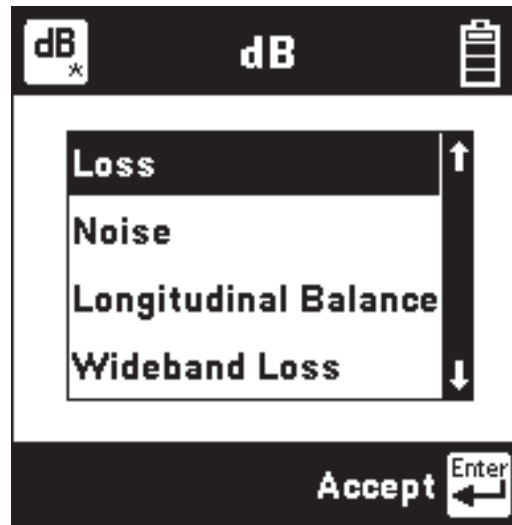 dB
*
dB
Loss
Noise
Longitudinal Balance
Wideband Loss
Accept
Enter